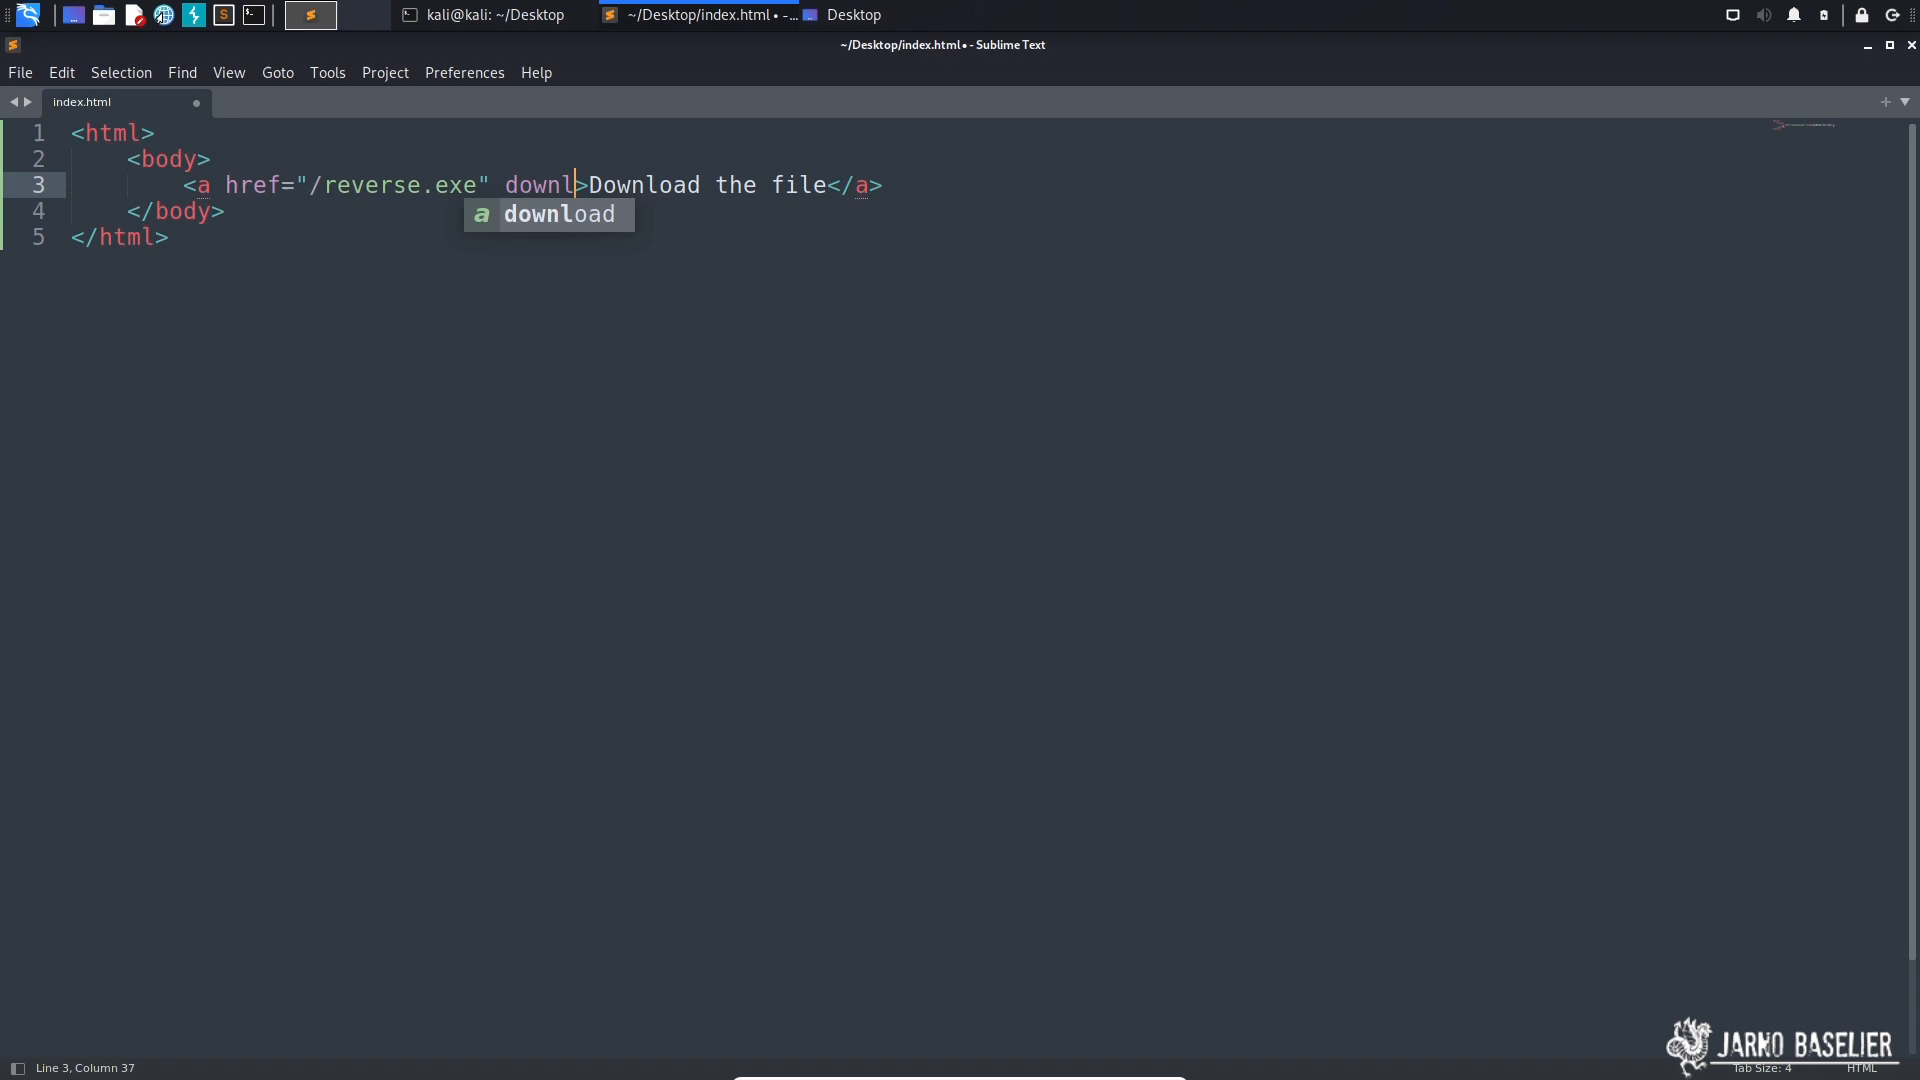 kali@kali: ~/Desktop
~/Desktop/index.html • -...
Desktop
~/Desktop/index.html • - Sublime Text
File Edit Selection Find View Goto Tools Project Preferences Help
index.html
1 <html>
2 <body>
3 <a href="/reverse.exe" downl>Download the file</a>
a download
4 </body>
5 </html>
JARNO BASELIER
Line 3, Column 37
Tab Size: 4
HTML